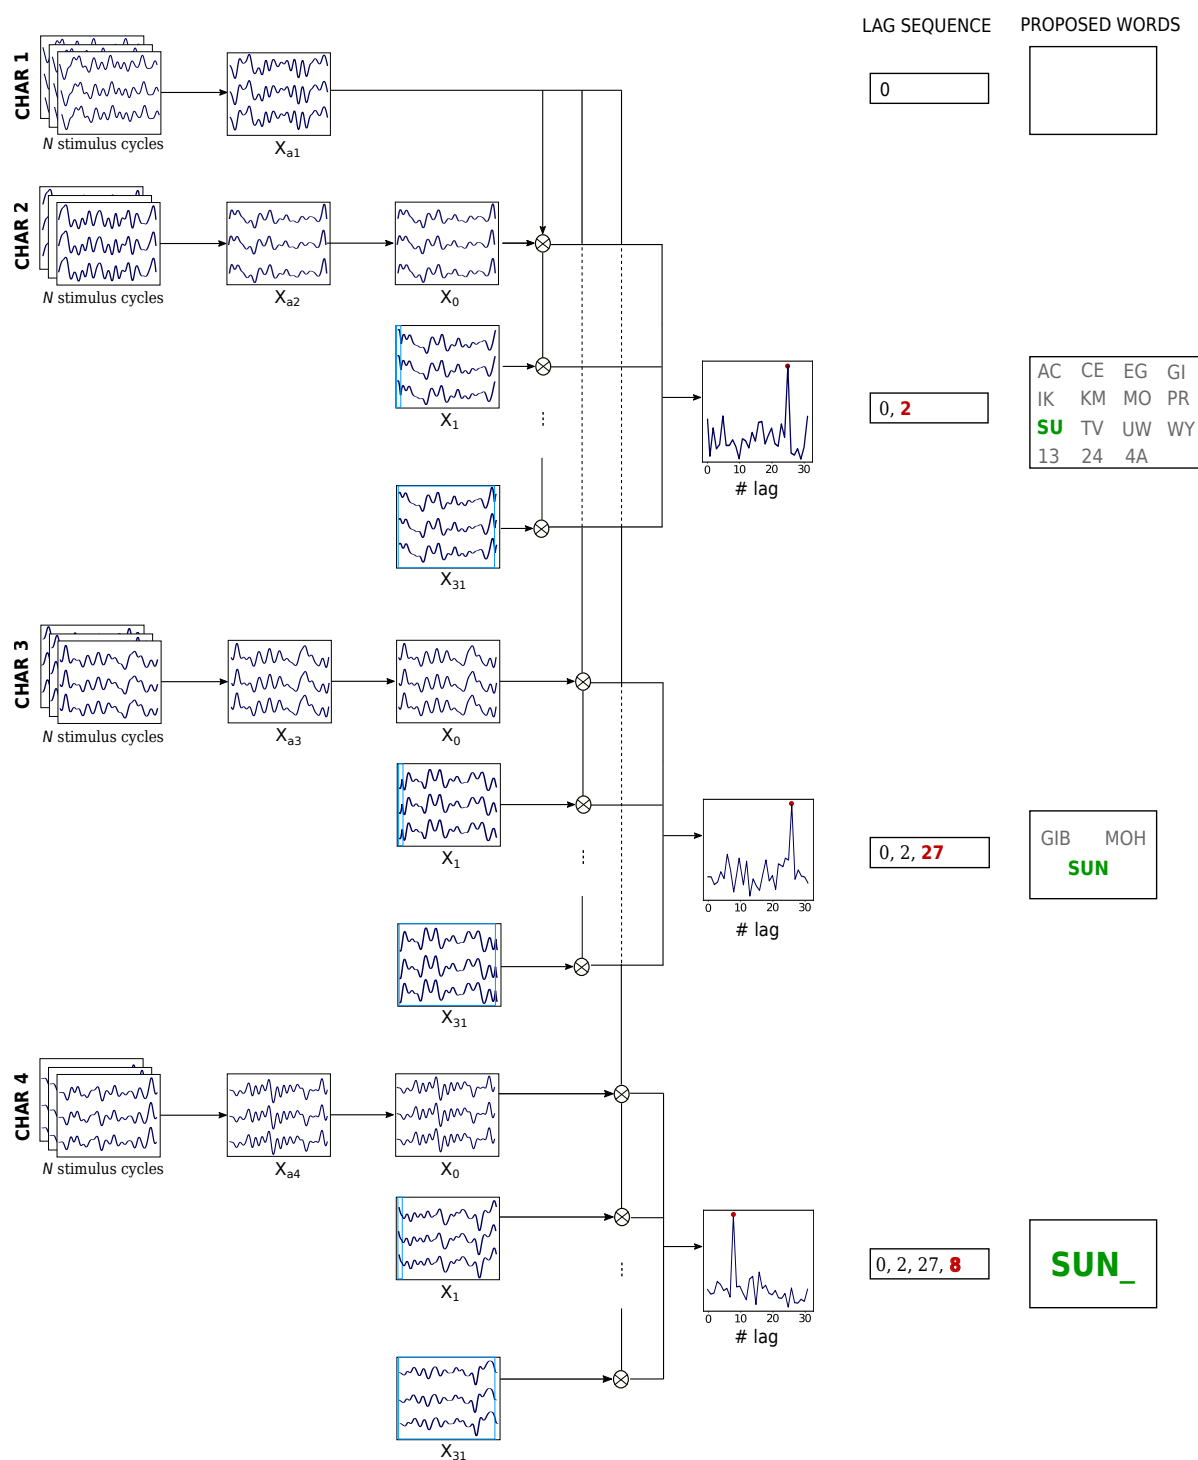 LAG SEQUENCE PROPOSED WORDS
CHAR 1
N stimulus cycles
Xa1
0
CHAR 2
N stimulus cycles
Xa2
X0
X1
X31
0 10 20 30
# lag
0, 2
AC CE EG GI
IK KM MO PR
SU TV UW WY
13 24 4A
CHAR 3
N stimulus cycles
Xa3
X0
X1
X31
0 10 20 30
# lag
0, 2, 27
GIB MOH
SUN
CHAR 4
N stimulus cycles
Xa4
X0
X1
X31
0 10 20 30
# lag
0, 2, 27, 8
SUN_